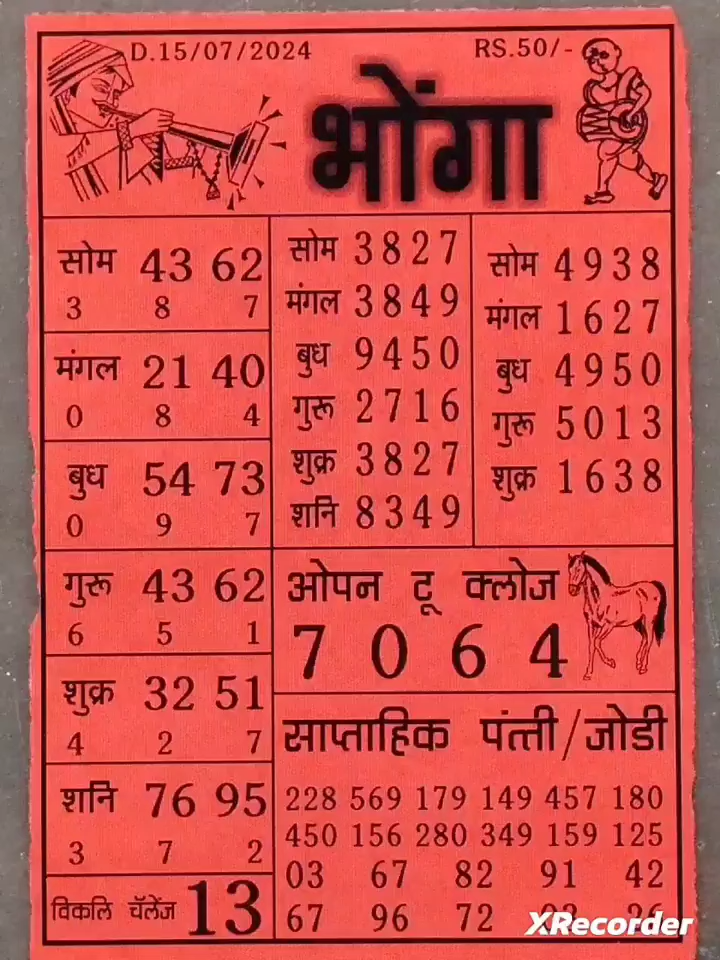 D.15/07/2024 RS.50/-
भोंगा
सोम 43 62
3 8 7
मंगल 21 40
0 8 4
बुध 54 73
0 9 7
गुरू 43 62
6 5 1
शुक्र 32 51
4 2 7
शनि 76 95
3 7 2
विकलि चॅलेंज 13
सोम 3827
मंगल 3849
बुध 9450
गुरू 2716
शुक्र 3827
शनि 8349
सोम 4938
मंगल 1627
बुध 4950
गुरू 5013
शुक्र 1638
ओपन टू क्लोज
7 0 6 4
साप्ताहिक पंत्ती/जोडी
228 569 179 149 457 180
450 156 280 349 159 125
03 67 82 91 42
67 96 72
XRecorder